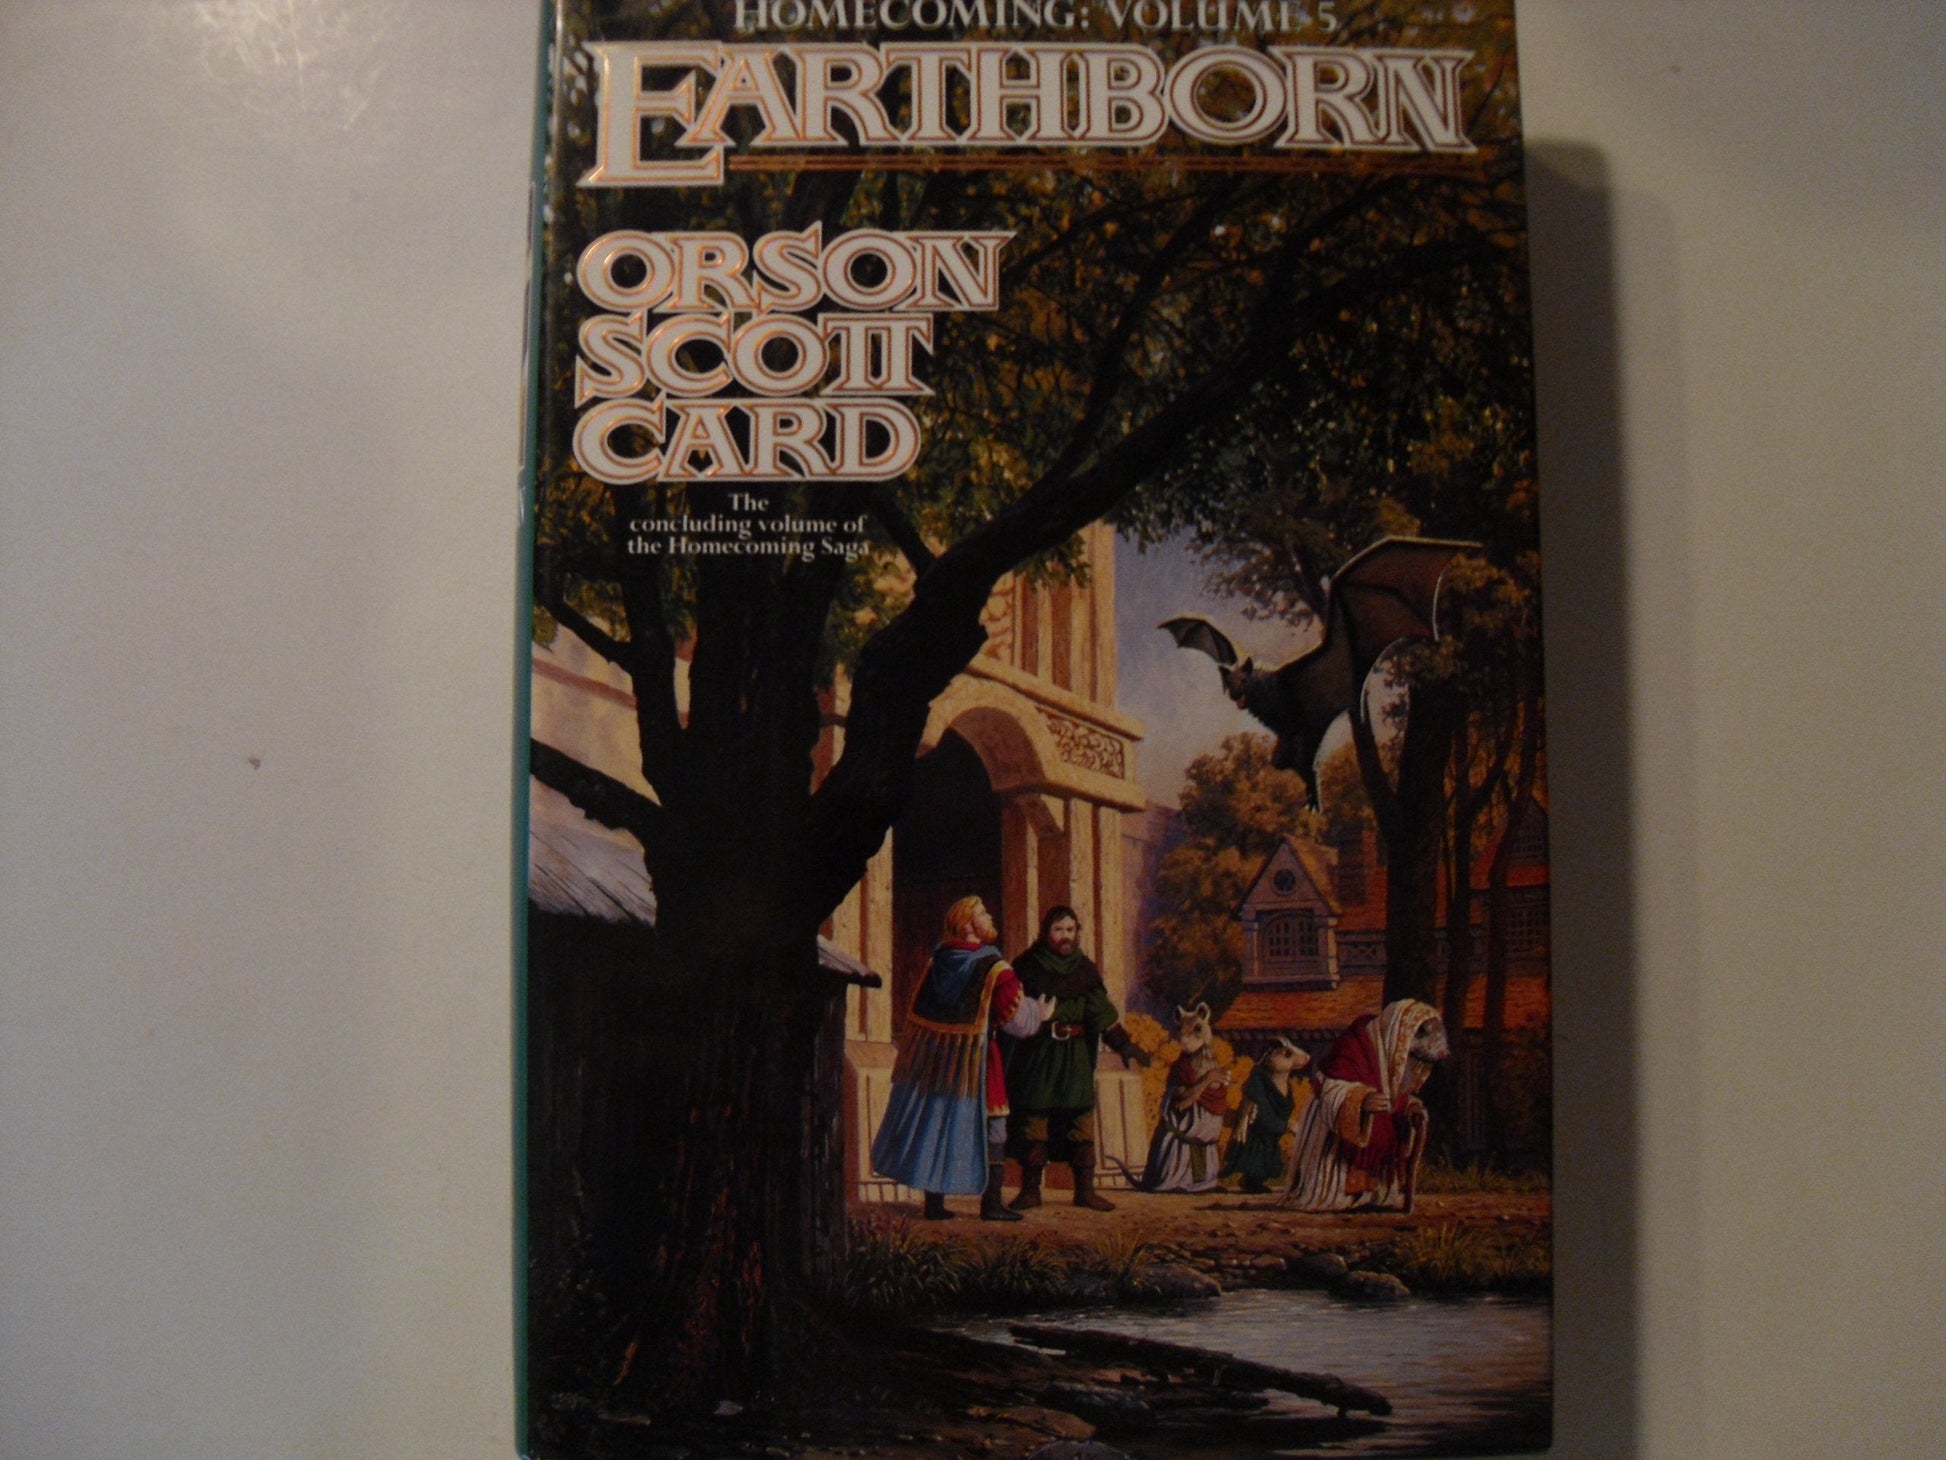 HOMECOMING: VOLUME 5
EARTHBORN
ORSON
SCOTT
CARD
The
concluding volume of
the Homecoming Saga